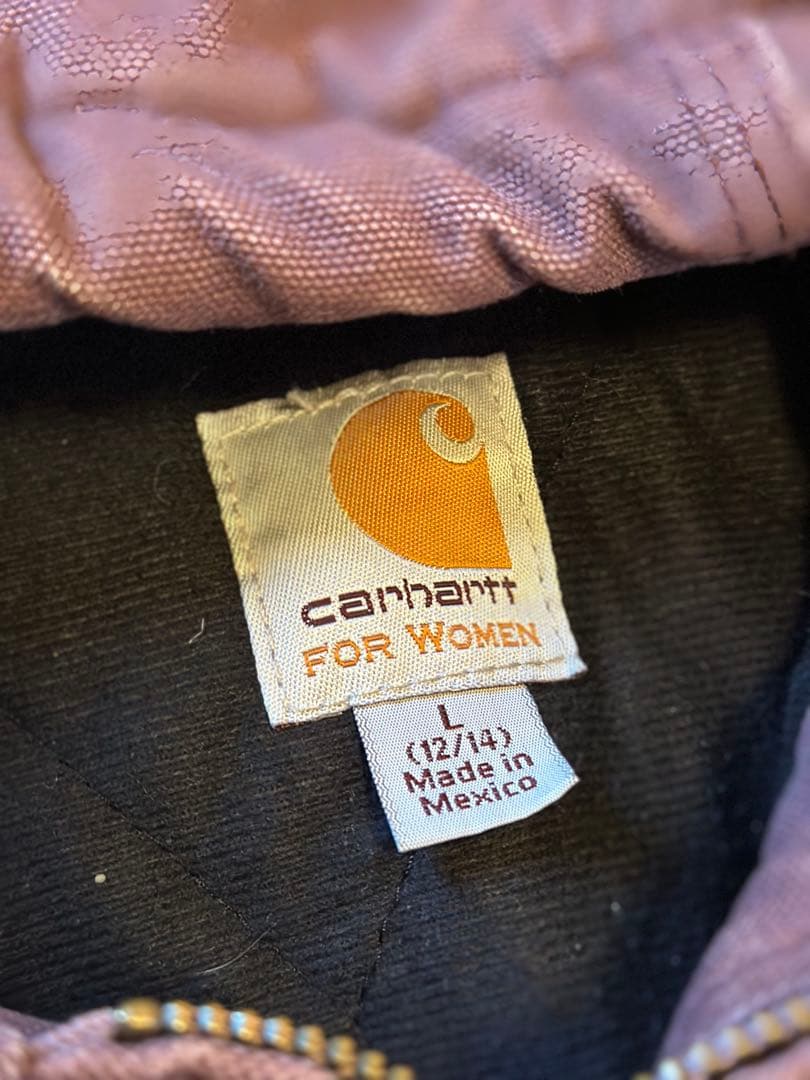 carhartt
FOR WOMEN
L
(12/14)
Made in
Mexico